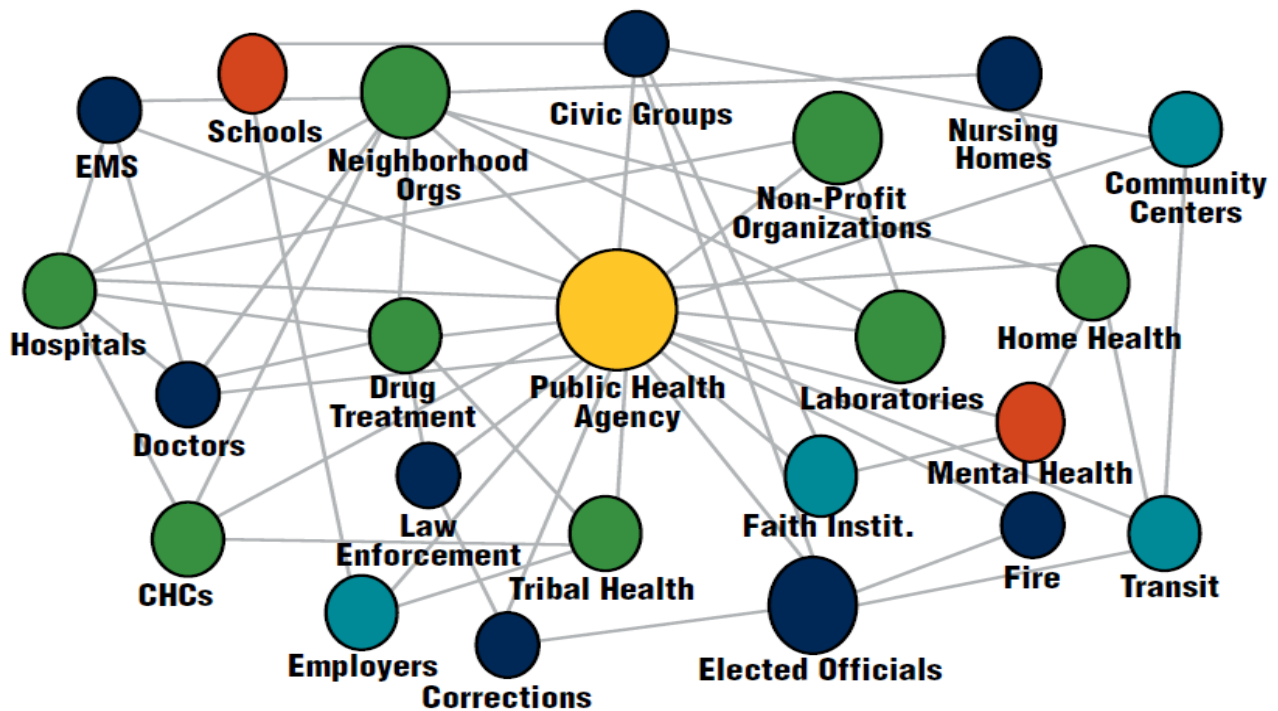 Schools
Civic Groups
EMS
Neighborhood
Orgs
Nursing
Homes
Community
Centers
Non-Profit
Organizations
Hospitals
Home Health
Drug
Treatment
Public Health
Agency
Laboratories
Doctors
Mental Health
Law
Enforcement
Faith Instit.
Fire
Transit
CHCs
Tribal Health
Employers
Corrections
Elected Officials